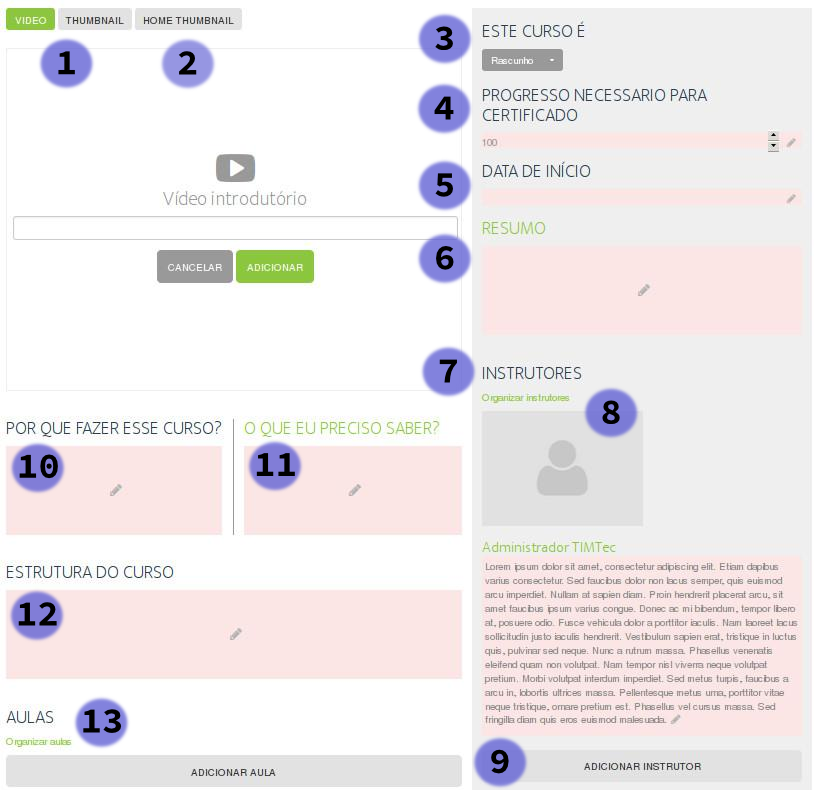 VIDEO THUMBNAIL HOME THUMBNAIL
1 2
Vídeo introdutório
CANCELAR ADICIONAR
POR QUE FAZER ESSE CURSO? O QUE EU PRECISO SABER?
10 11
ESTRUTURA DO CURSO
12
AULAS
13
Organizar aulas
ADICIONAR AULA
3
ESTE CURSO É
Rascunho
4
PROGRESSO NECESSARIO PARA
CERTIFICADO
100
5
DATA DE INÍCIO
RESUMO
6
7
INSTRUTORES
Organizar instrutores
8
Administrador TIMTec
Lorem ipsum dolor sit amet, consectetur adipiscing elit. Etiam dapibus
varius consectetur. Sed faucibus dolor non lacus semper, quis euismod
arcu imperdiet. Nullam at sapien diam. Proin hendrerit placerat arcu, sit
amet faucibus ipsum varius congue. Donec ac mi bibendum, tempor libero
at, posuere odio. Fusce vehicula dolor a porttitor iaculis. Nam laoreet lacus
sollicitudin justo iaculis hendrerit. Vestibulum sapien erat, tristique in luctus
quis, pulvinar sed neque. Nunc a rutrum massa. Phasellus venenatis
eleifend quam non volutpat. Nam tempor nisl viverra neque volutpat
pretium. Morbi volutpat interdum imperdiet. Sed metus turpis, faucibus a
arcu in, lobortis ultrices massa. Pellentesque metus urna, porttitor vitae
neque tristique, ornare pretium est. Phasellus vel cursus massa. Sed
fringilla diam quis eros euismod malesuada.
9
ADICIONAR INSTRUTOR